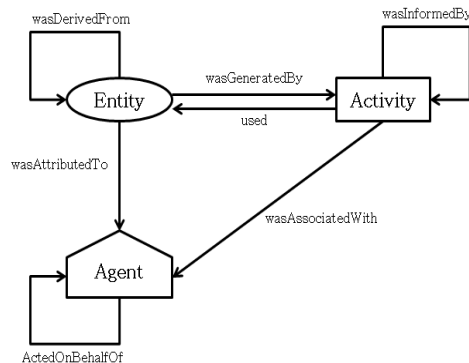 wasDerivedFrom
wasInformedBy
wasGeneratedBy
Entity
Activity
used
wasAttributedTo
wasAssociatedWith
Agent
ActedOnBehalfOf